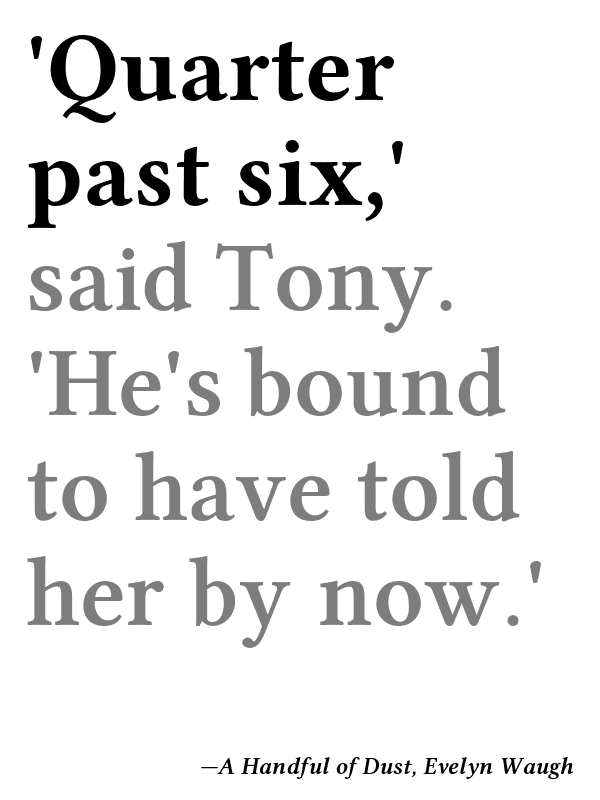 'Quarter
past six,'
said Tony.
'He's bound
to have told
her by now.'
—A Handful of Dust, Evelyn Waugh